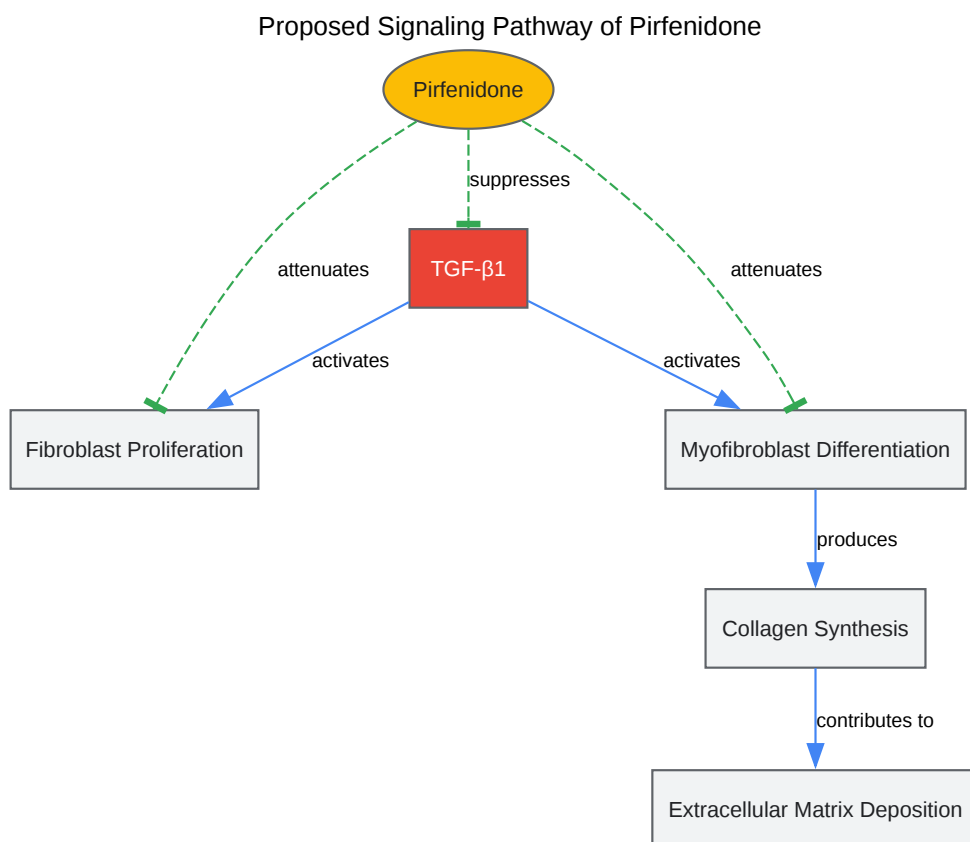 Proposed Signaling Pathway of Pirfenidone
Pirfenidone
suppresses
attenuates
attenuates
TGF-β1
activates
activates
Fibroblast Proliferation
Myofibroblast Differentiation
produces
Collagen Synthesis
contributes to
Extracellular Matrix Deposition